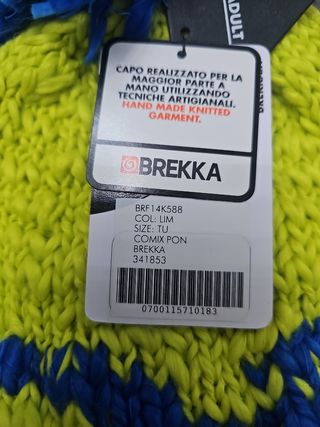 ADULT
CAPO REALIZZATO PER LA
MAGGIOR PARTE A
MANO UTILIZZANDO
TECNICHE ARTIGIANALI.
HAND MADE KNITTED
GARMENT.
BREKKA
BRF14K588
COL: LIM
SIZE: TU
COMIX PON
BREKKA
341853
0700115710183